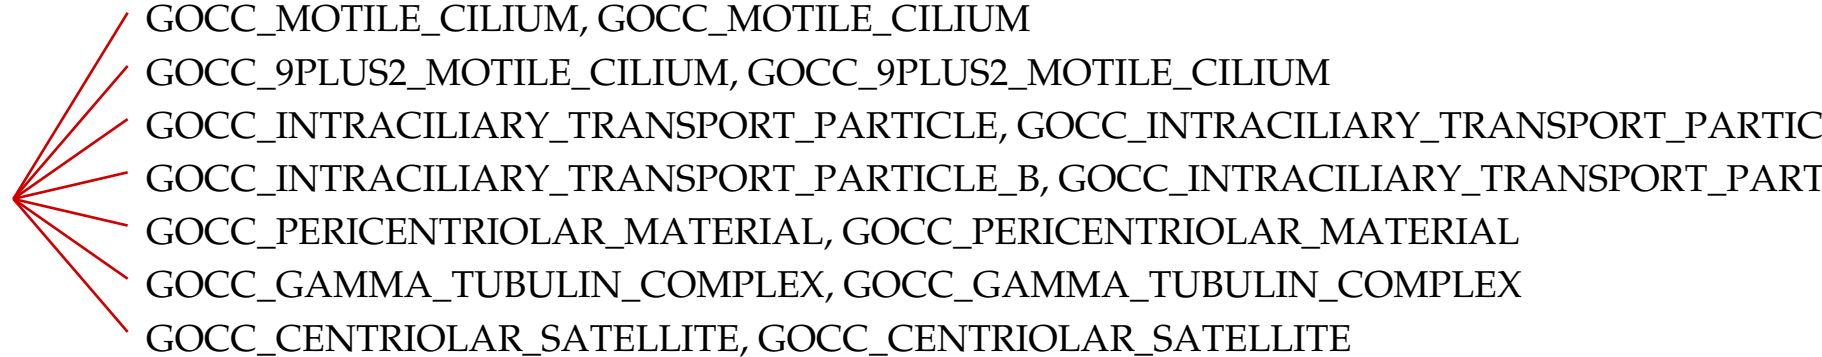 GOCC_MOTILE_CILIUM, GOCC_MOTILE_CILIUM
GOCC_9PLUS2_MOTILE_CILIUM, GOCC_9PLUS2_MOTILE_CILIUM
GOCC_INTRACILIARY_TRANSPORT_PARTICLE, GOCC_INTRACILIARY_TRANSPORT_PARTIC
GOCC_INTRACILIARY_TRANSPORT_PARTICLE_B, GOCC_INTRACILIARY_TRANSPORT_PART
GOCC_PERICENTRIOLAR_MATERIAL, GOCC_PERICENTRIOLAR_MATERIAL
GOCC_GAMMA_TUBULIN_COMPLEX, GOCC_GAMMA_TUBULIN_COMPLEX
GOCC_CENTRIOLAR_SATELLITE, GOCC_CENTRIOLAR_SATELLITE